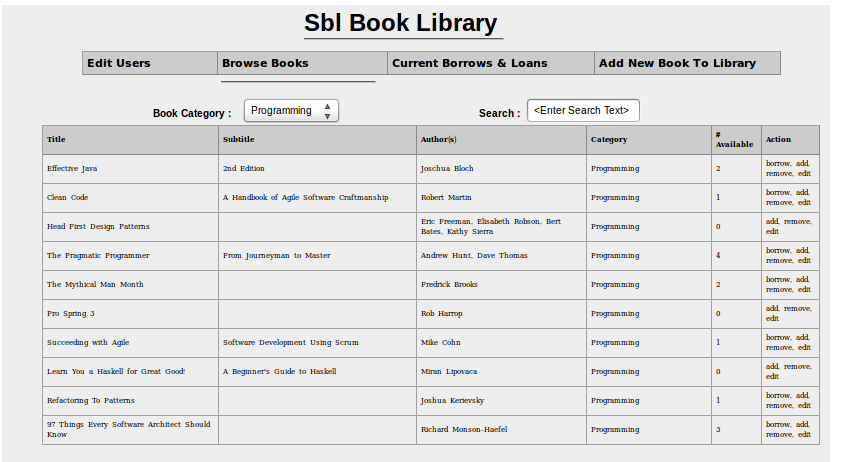 Sbl Book Library
Edit Users Browse Books Current Borrows & Loans Add New Book To Library
Book Category : Programming Search : <Enter Search Text>
Title Subtitle Author(s) Category # Available Action
Effective Java 2nd Edition Joschua Bloch Programming 2 borrow, add, remove, edit
Clean Code A Handbook of Agile Software Craftmanship Robert Martin Programming 1 borrow, add, remove, edit
Head First Design Patterns Eric Freeman, Elisabeth Robson, Bert Bates, Kathy Sierra Programming 0 add, remove, edit
The Pragmatic Programmer From Journeyman to Master Andrew Hunt, Dave Thomas Programming 4 borrow, add, remove, edit
The Mythical Man Month Fredrick Brooks Programming 2 borrow, add, remove, edit
Pro Spring 3 Rob Harrop Programming 0 add, remove, edit
Succeeding with Agile Software Development Using Scrum Mike Cohn Programming 1 borrow, add, remove, edit
Learn You a Haskell for Great Good! A Beginner's Guide to Haskell Miran Lipovaca Programming 0 add, remove, edit
Refactoring To Patterns Joshua Kerievsky Programming 1 borrow, add, remove, edit
97 Things Every Software Architect Should Know Richard Monson-Haefel Programming 3 borrow, add, remove, edit